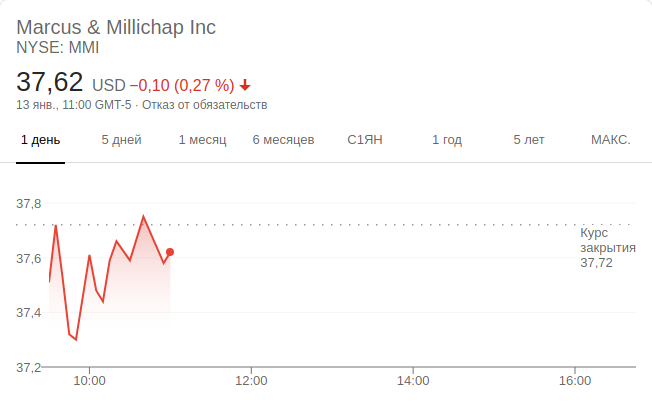 Marcus & Millichap Inc
NYSE: MMI
37,62 USD −0,10 (0,27 %)
13 янв., 11:00 GMT-5 · Отказ от обязательств
1 день 5 дней 1 месяц 6 месяцев С1ЯН 1 год 5 лет МАКС.
37,8
Курс
закрытия
37,72
37,6
37,4
37,2
10:00 12:00 14:00 16:00